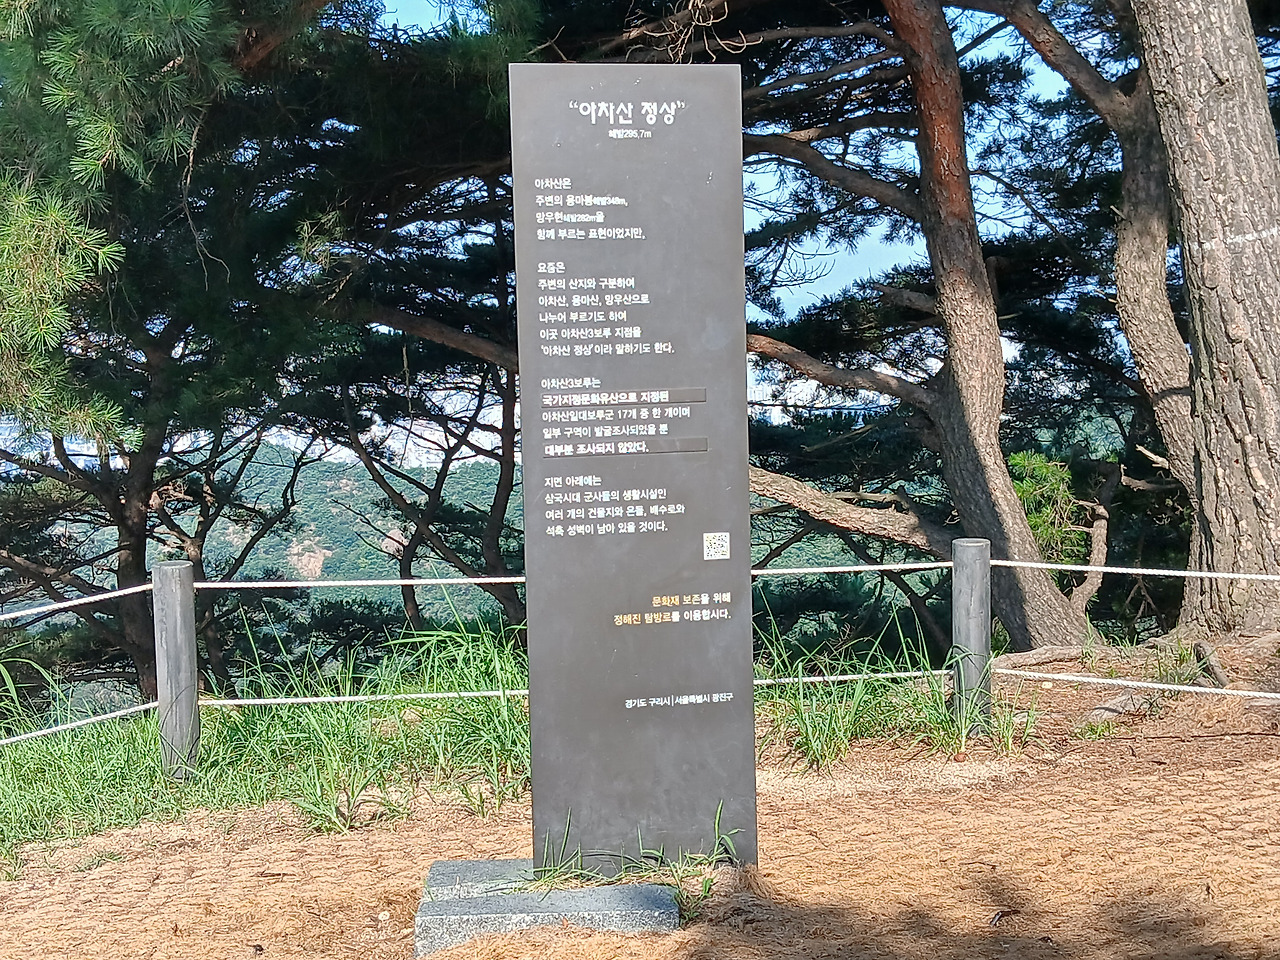 “아차산 정상”
해발295.7m
아차산은
주변의 용마봉해발348m,
망우현해발282m을
함께 부르는 표현이었지만,
요즘은
주변의 산지와 구분하여
아차산, 용마산, 망우산으로
나누어 부르기도 하여
이곳 아차산3보루 지점을
'아차산 정상'이라 말하기도 한다.
아차산3보루는
국가지정문화유산으로 지정된
아차산일대보루군 17개 중 한 개이며
일부 구역이 발굴조사되었을 뿐
대부분 조사되지 않았다.
지면 아래에는
삼국시대 군사들의 생활시설인
여러 개의 건물지와 온돌, 배수로와
석축 성벽이 남아 있을 것이다.
문화재 보존을 위해
정해진 탐방로를 이용합시다.
경기도 구리시|서울특별시 광진구